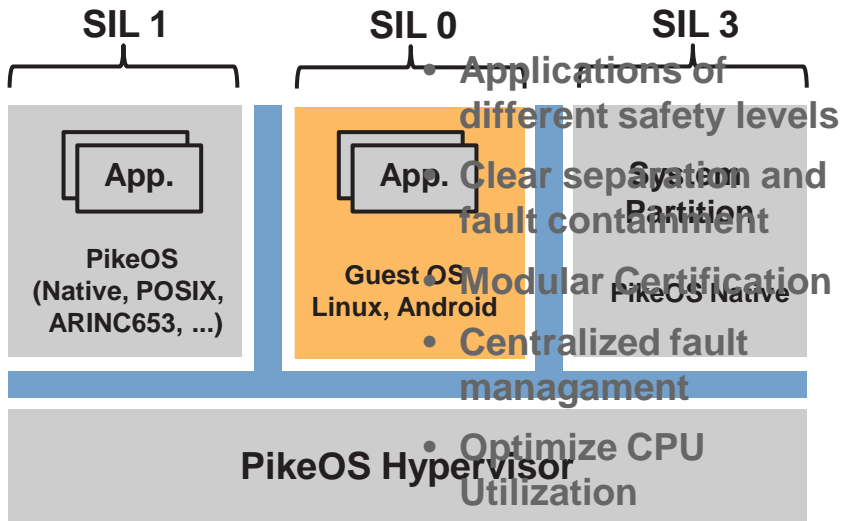 SIL 1
SIL 0
SIL 3
App.
PikeOS
(Native, POSIX,
ARINC653, ...)
App.
Guest OS
Linux, Android
System
Partition
PikeOS Native
PikeOS Hypervisor
• Applications of
different safety levels
• Clear separation and
fault containment
• Modular Certification
• Centralized fault
managament
• Optimize CPU
Utilization